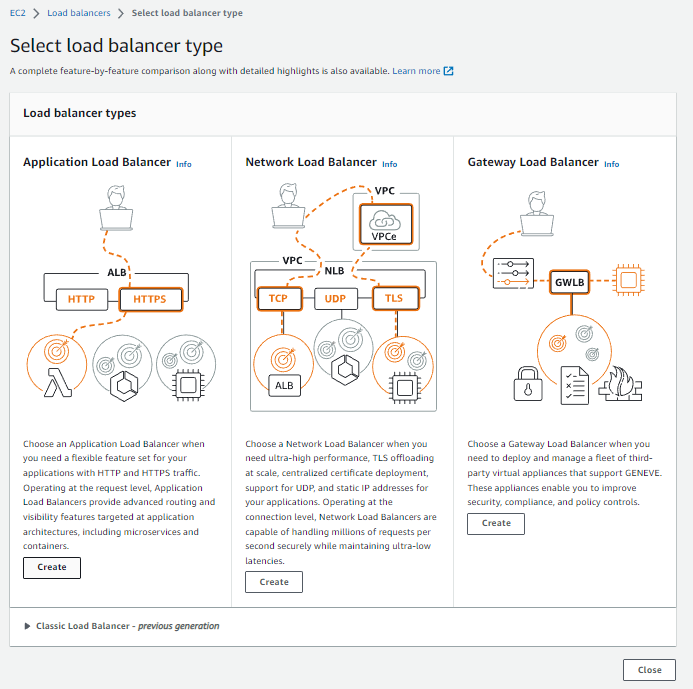 EC2 > Load balancers > Select load balancer type
Select load balancer type
A complete feature-by-feature comparison along with detailed highlights is also available. Learn more
Load balancer types
Application Load Balancer Info
ALB
HTTP
HTTPS
Choose an Application Load Balancer when
you need a flexible feature set for your
applications with HTTP and HTTPS traffic.
Operating at the request level, Application
Load Balancers provide advanced routing and
visibility features targeted at application
architectures, including microservices and
containers.
Create
Network Load Balancer Info
VPC
VPCe
VPC
NLB
TCP
UDP
TLS
ALB
Choose a Network Load Balancer when you
need ultra-high performance, TLS offloading
at scale, centralized certificate deployment,
support for UDP, and static IP addresses for
your applications. Operating at the
connection level, Network Load Balancers are
capable of handling millions of requests per
second securely while maintaining ultra-low
latencies.
Create
Gateway Load Balancer Info
GWLB
Choose a Gateway Load Balancer when you
need to deploy and manage a fleet of third-
party virtual appliances that support GENEVE.
These appliances enable you to improve
security, compliance, and policy controls.
Create
Classic Load Balancer - previous generation
Close